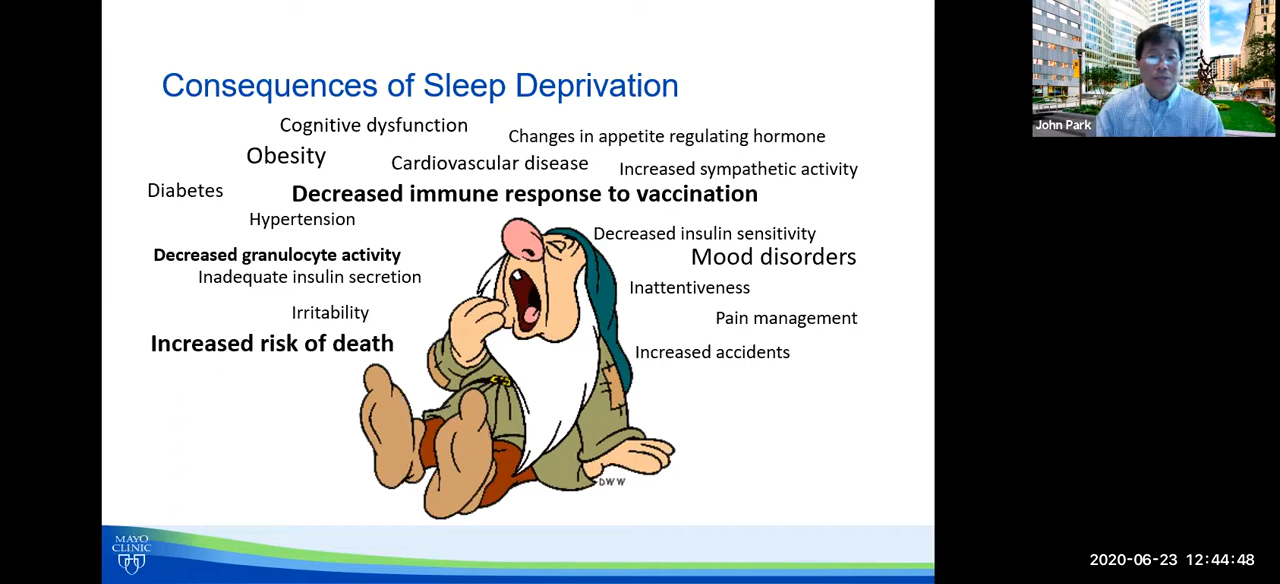 Consequences of Sleep Deprivation
Cognitive dysfunction
Changes in appetite regulating hormone
Obesity
Cardiovascular disease
Increased sympathetic activity
Diabetes
Decreased immune response to vaccination
Hypertension
Decreased insulin sensitivity
Decreased granulocyte activity
Mood disorders
Inadequate insulin secretion
Inattentiveness
Irritability
Pain management
Increased risk of death
Increased accidents
DWW
MAYO
CLINIC
John Park
2020-06-23 12:44:48